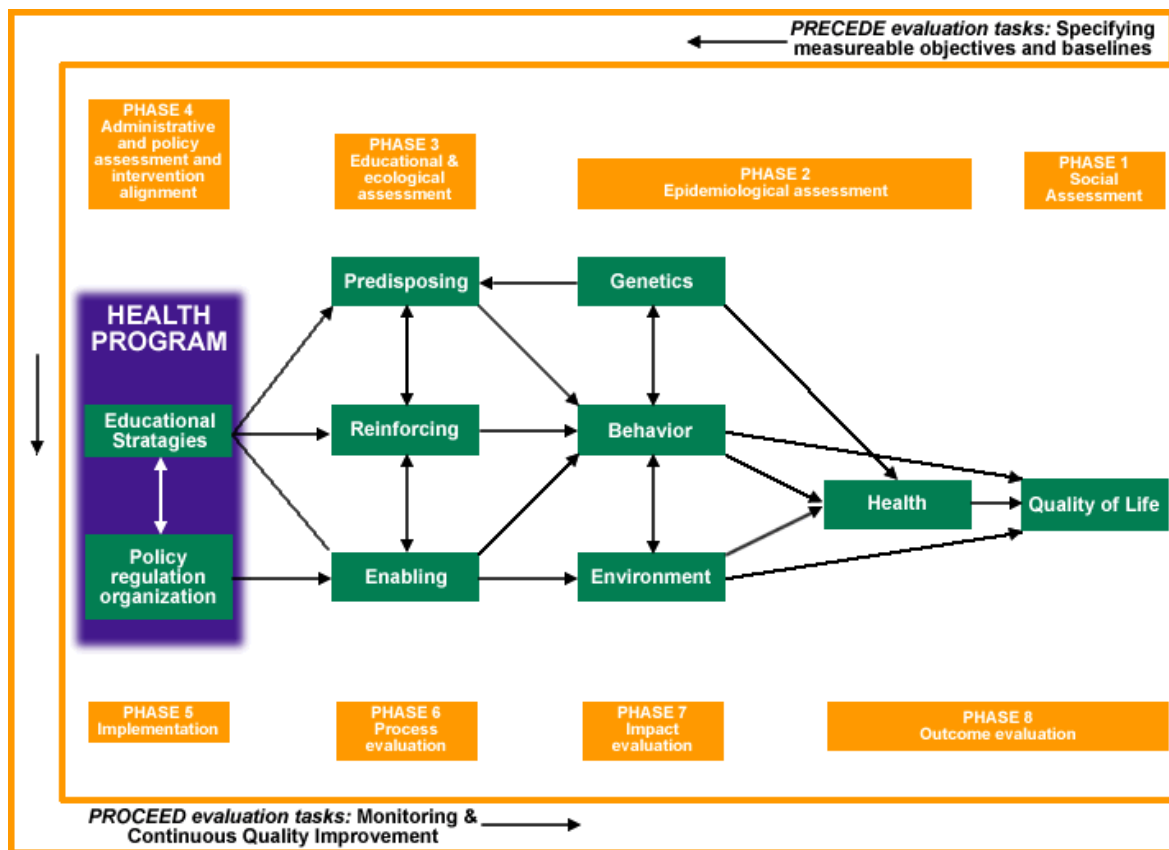 PRECEDE evaluation tasks: Specifying
measureable objectives and baselines
PHASE 4
Administrative
and policy
assessment and
intervention
alignment
PHASE 3
Educational &
ecological
assessment
PHASE 2
Epidemiological assessment
PHASE 1
Social
Assessment
HEALTH
PROGRAM
Predisposing
Genetics
Educational
Stratagies
Reinforcing
Behavior
Health
Quality of Life
Policy
regulation
organization
Enabling
Environment
PHASE 5
Implementation
PHASE 6
Process
evaluation
PHASE 7
Impact
evaluation
PHASE 8
Outcome evaluation
PROCEED evaluation tasks: Monitoring &
Continuous Quality Improvement